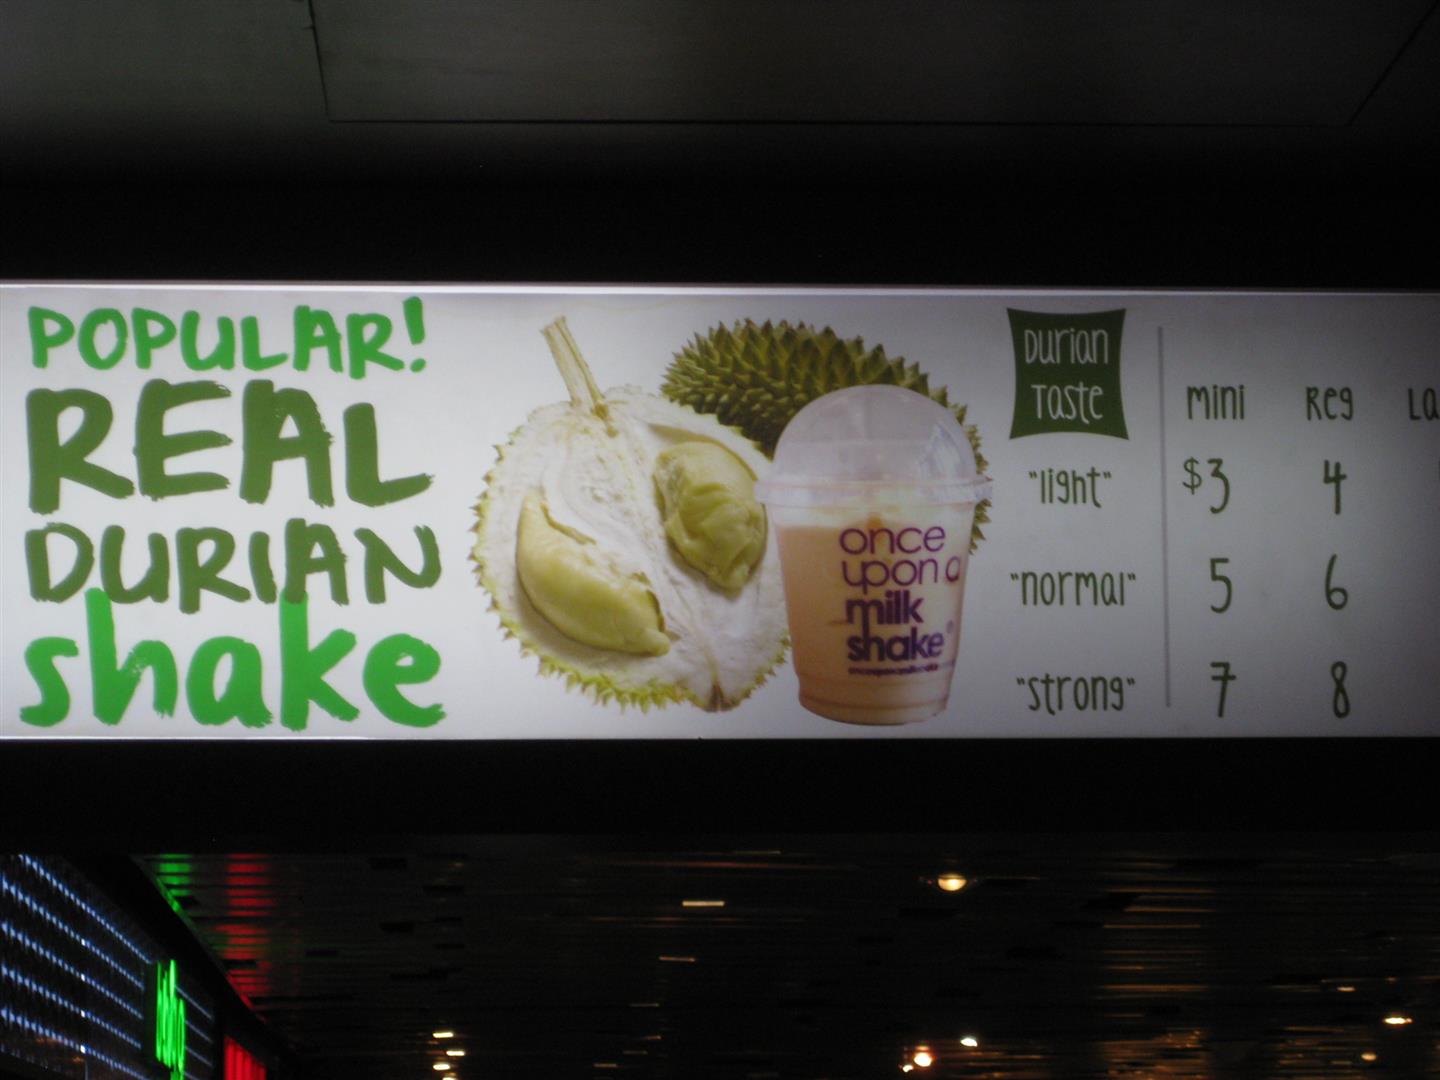 POPULAR!
REAL
DURIAN
shake
once
upon a
milk
shake®
Durian
Taste
mini Reg La
"light" $3 4
"normal" 5 6
"strong" 7 8